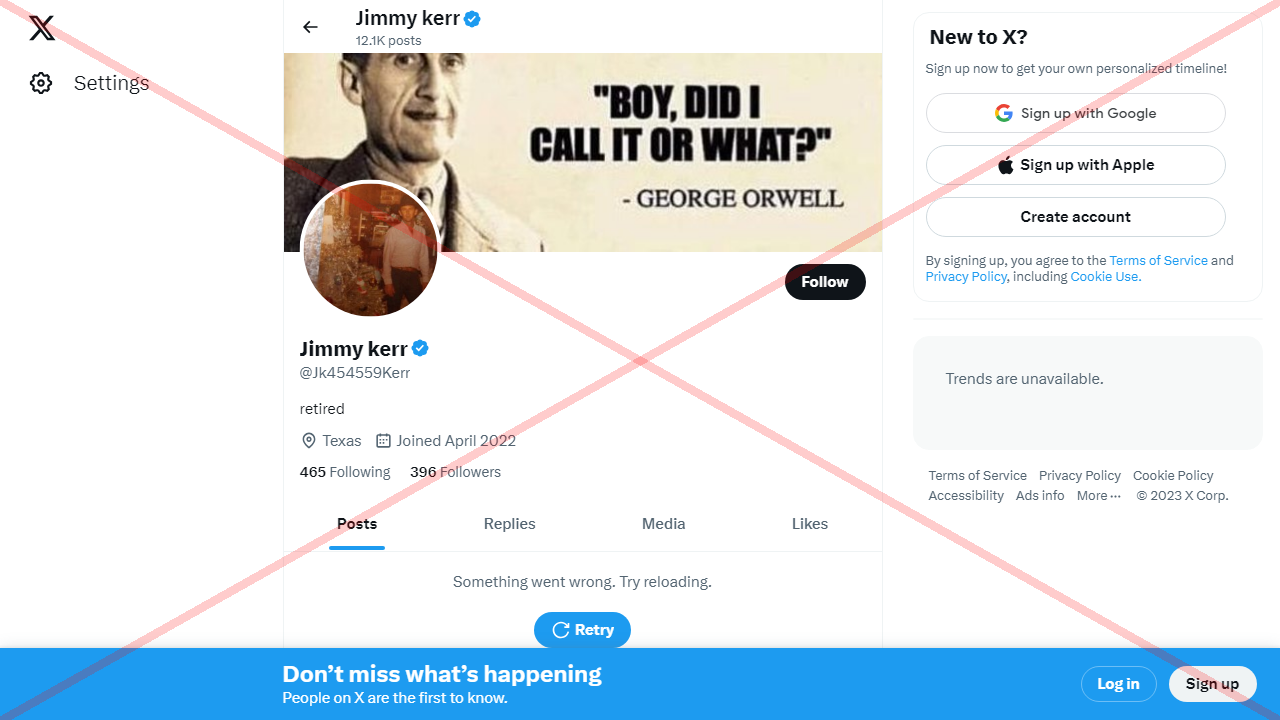 Settings
Jimmy kerr
12.1K posts
"BOY, DID I
CALL IT OR WHAT?"
- GEORGE ORWELL
Follow
Jimmy kerr
@Jk454559Kerr
retired
Texas Joined April 2022
465 Following 396 Followers
Posts Replies Media Likes
Something went wrong. Try reloading.
Retry
New to X?
Sign up now to get your own personalized timeline!
Sign up with Google
Sign up with Apple
Create account
By signing up, you agree to the Terms of Service and
Privacy Policy, including Cookie Use.
Trends are unavailable.
Terms of Service Privacy Policy Cookie Policy
Accessibility Ads info More ··· © 2023 X Corp.
Don’t miss what’s happening
People on X are the first to know.
Log in Sign up